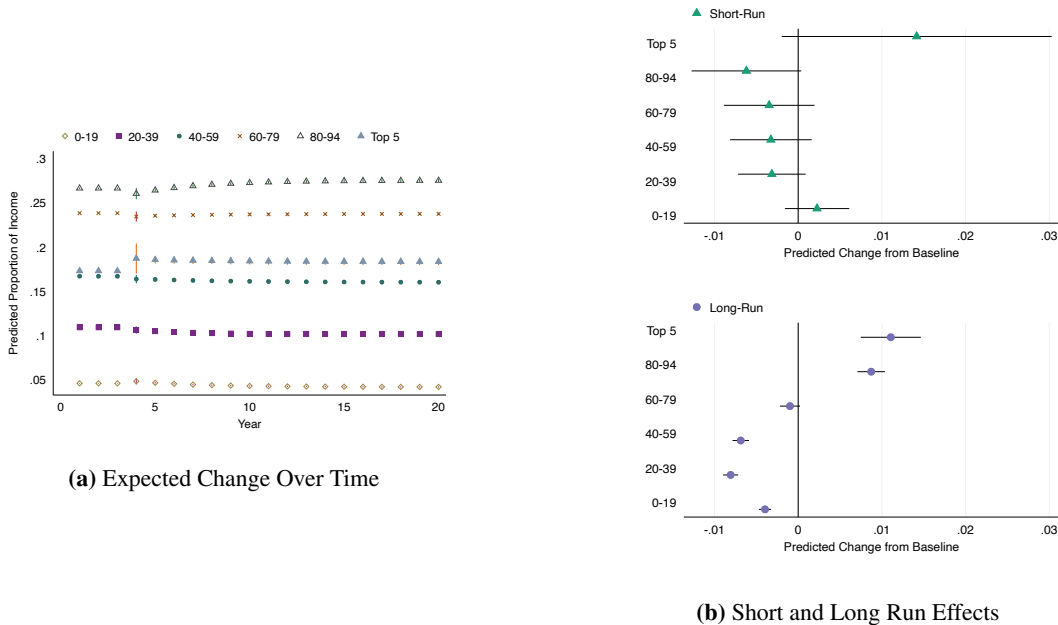 0-19 20-39 40-59 60-79 80-94 Top 5
Predicted Proportion of Income
.3
.25
.2
.15
.1
.05
0 5 10 15 20
Year
(a) Expected Change Over Time
Short-Run
Top 5
80-94
60-79
40-59
20-39
0-19
-.01 0 .01 .02 .03
Predicted Change from Baseline
Long-Run
Top 5
80-94
60-79
40-59
20-39
0-19
-.01 0 .01 .02 .03
Predicted Change from Baseline
(b) Short and Long Run Effects